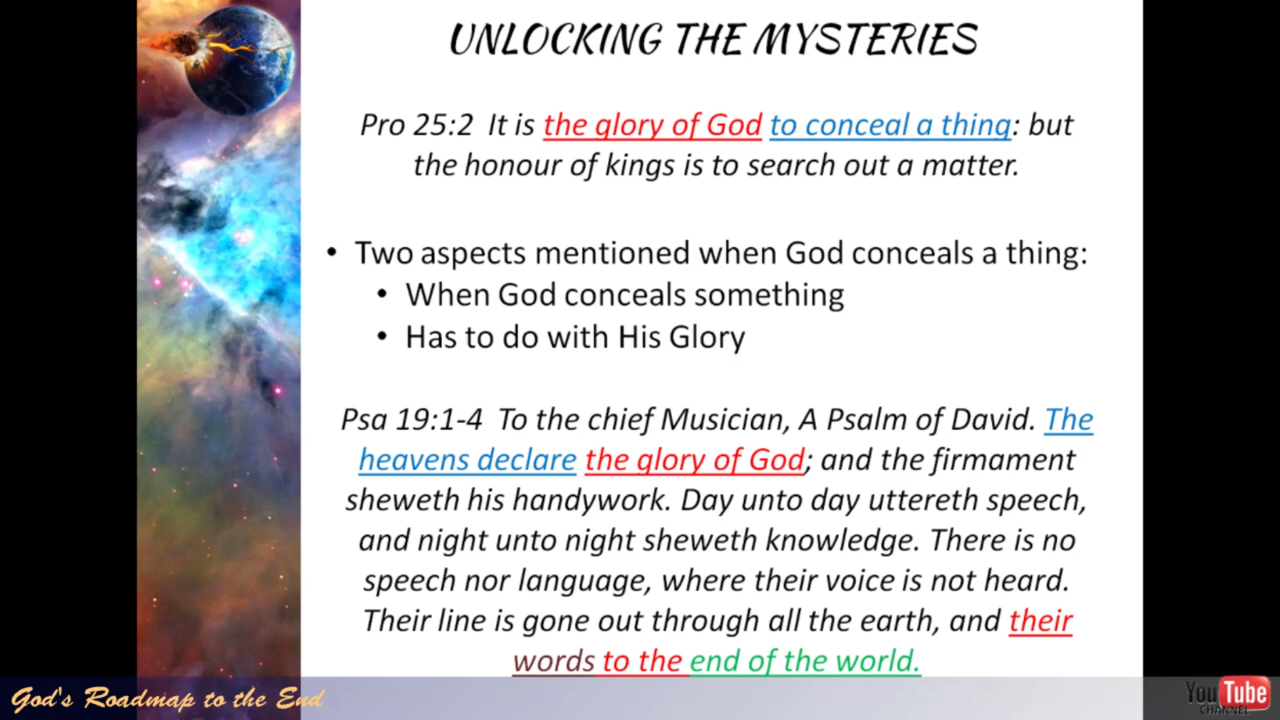 UNLOCKING THE MYSTERIES
Pro 25:2 It is the glory of God to conceal a thing: but
the honour of kings is to search out a matter.
• Two aspects mentioned when God conceals a thing:
• When God conceals something
• Has to do with His Glory
Psa 19:1-4 To the chief Musician, A Psalm of David. The
heavens declare the glory of God; and the firmament
sheweth his handywork. Day unto day uttereth speech,
and night unto night sheweth knowledge. There is no
speech nor language, where their voice is not heard.
Their line is gone out through all the earth, and their
words to the end of the world.
God's Roadmap to the End
YouTube
CHANNEL